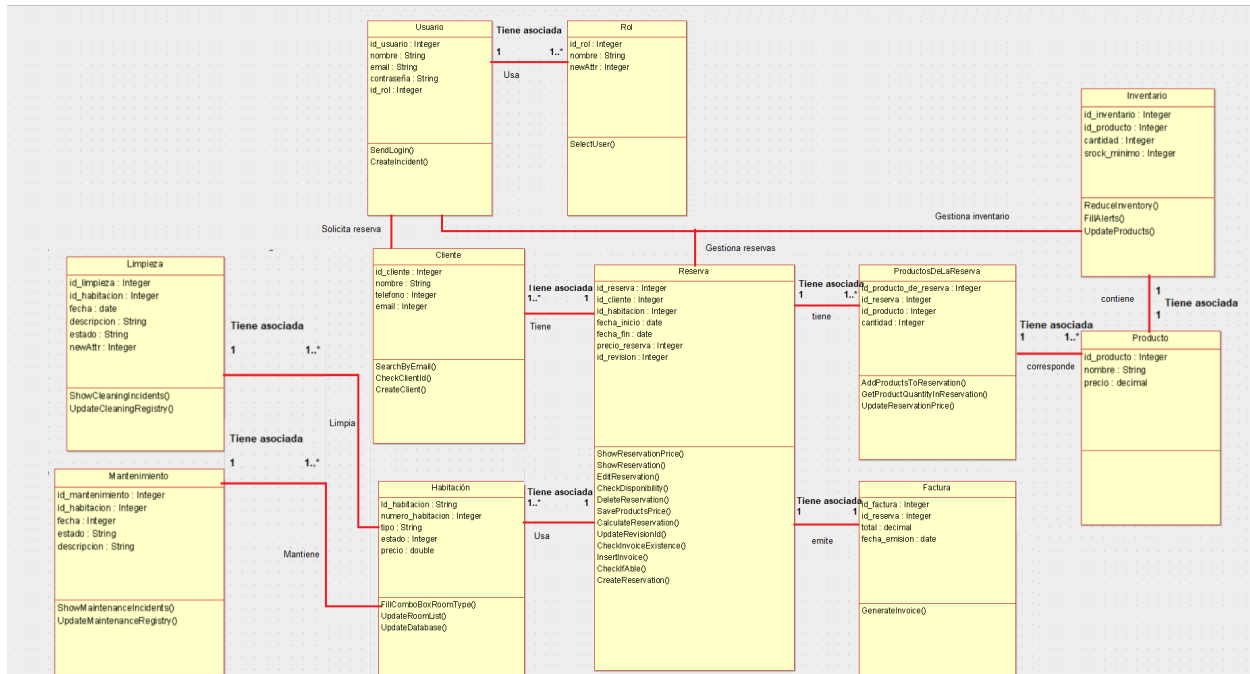 Usuario
id_usuario : Integer
nombre : String
email : String
contraseña : String
id_rol : Integer
SendLogin()
CreateIncident()
Tiene asociada
1
1..*
Usa
Rol
id_rol : Integer
nombre : String
newAttr : Integer
SelectUser()
Inventario
id_inventario : Integer
id_producto : Integer
cantidad : Integer
srock_minimo : Integer
ReduceInventory()
FillAlerts()
UpdateProducts()
Solicita reserva
Gestiona inventario
Gestiona reservas
Limpieza
id_limpieza : Integer
id_habitacion : Integer
fecha : date
descripcion : String
estado : String
newAttr : Integer
ShowCleaningIncidents()
UpdateCleaningRegistry()
Tiene asociada
1
1..*
Limpia
Cliente
id_cliente : Integer
nombre : String
telefono : Integer
email : Integer
SearchByEmail()
CheckClientId()
CreateClient()
Tiene asociada
1..*
1
Tiene
Reserva
id_reserva : Integer
id_cliente : Integer
id_habitacion : Integer
fecha_inicio : date
fecha_fin : date
precio_reserva : Integer
id_revision : Integer
ShowReservationPrice()
ShowReservation()
EditReservation()
CheckDisponibility()
DeleteReservation()
SaveProductsPrice()
CalculateReservation()
UpdateRevisionId()
CheckInvoiceExistence()
InsertInvoice()
CheckIfAble()
CreateReservation()
Tiene asociada
1
1..*
tiene
ProductosDeLaReserva
id_producto_de_reserva : Integer
id_reserva : Integer
id_producto : Integer
cantidad : Integer
AddProductsToReservation()
GetProductQuantityInReservation()
UpdateReservationPrice()
contiene
1
Tiene asociada
1
Tiene asociada
1
1..*
corresponde
Producto
id_producto : Integer
nombre : String
precio : decimal
Tiene asociada
1
1..*
Mantenimiento
id_mantenimiento : Integer
id_habitacion : Integer
fecha : Integer
estado : String
descripcion : String
ShowMaintenanceIncidents()
UpdateMaintenanceRegistry()
Mantiene
Habitación
Id_habitacion : String
numero_habitacion : Integer
tipo : String
estado : Integer
precio : double
FillComboBoxRoomType()
UpdateRoomList()
UpdateDatabase()
Tiene asociada
1..*
1
Usa
Tiene asociada
1
1
emite
Factura
id_factura : Integer
id_reserva : Integer
total : decimal
fecha_emision : date
GenerateInvoice()